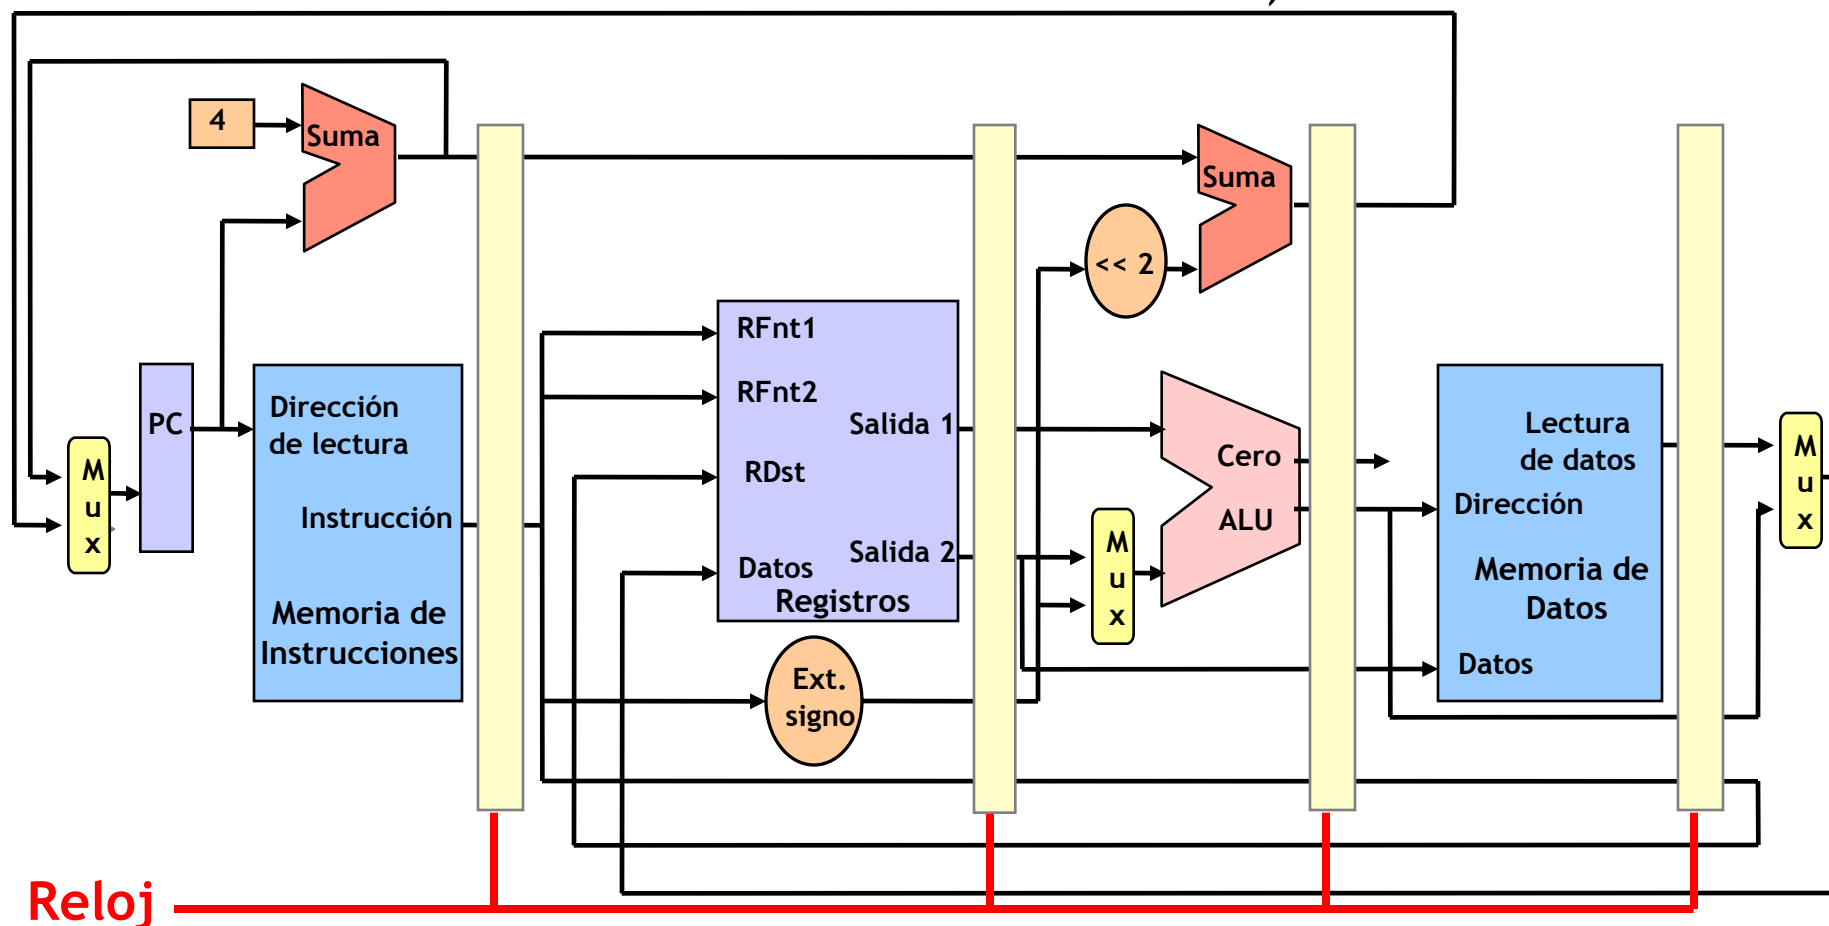 4
Suma
Suma
<< 2
RFnt1
RFnt2
Salida 1
RDst
Salida 2
Datos
Registros
PC
Dirección
de lectura
Instrucción
Memoria de
Instrucciones
M
u
x
Ext.
signo
M
u
x
Cero
ALU
Lectura
de datos
Dirección
Memoria de
Datos
Datos
M
u
x
Reloj